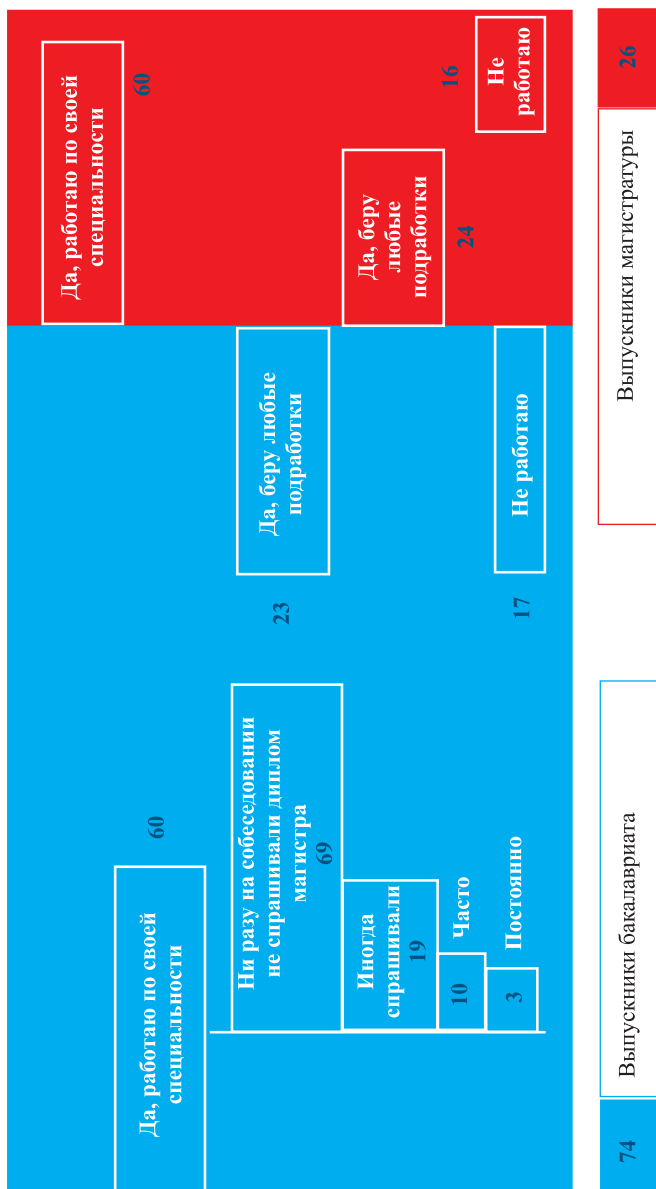 Да, работаю по своей
специальности
60
Ни разу на собеседовании
не спрашивали диплом
магистра
69
Иногда
спрашивали
19
Часто
10
Постоянно
3
Да, беру любые
подработки
23
Не работаю
17
Да, работаю по своей
специальности
60
Да, беру
любые
подработки
24
Не
работаю
16
74
Выпускники бакалавриата
Выпускники магистратуры
26